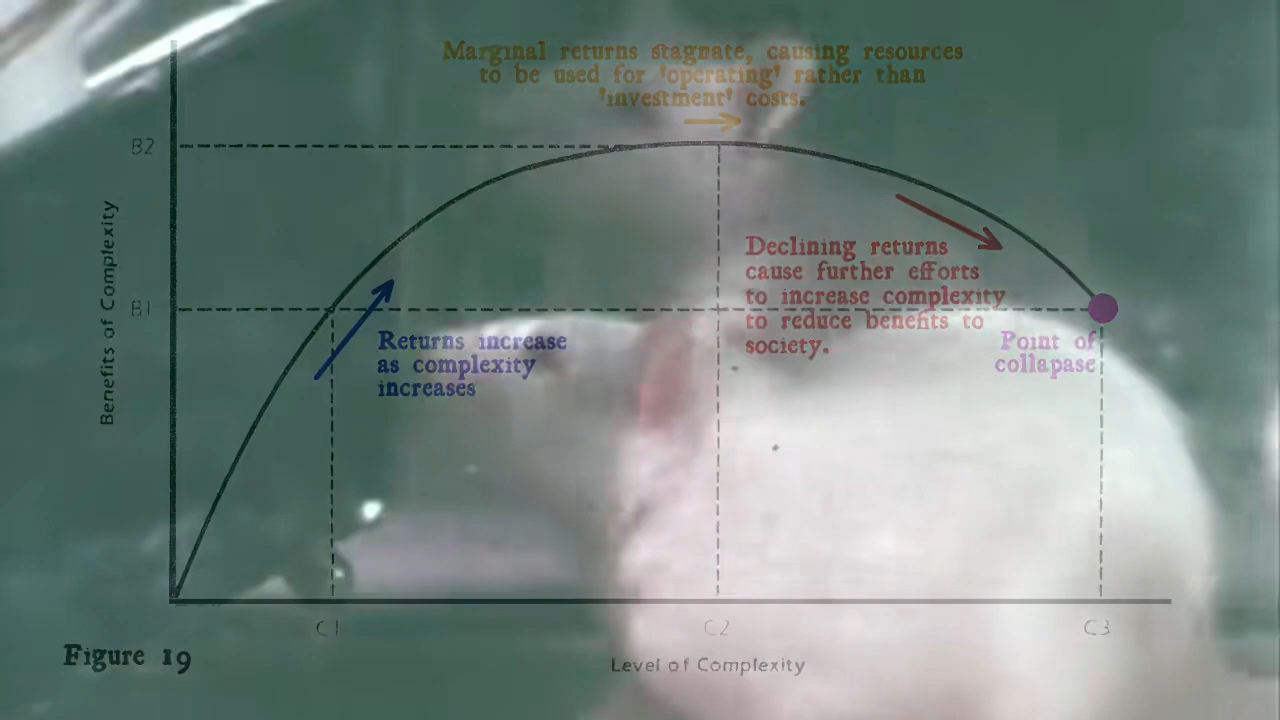 Marginal returns stagnate, causing resources
to be used for 'operating' rather than
'investment' costs.
B2
Benefits of Complexity
Declining returns
cause further efforts
to increase complexity
to reduce benefits to
society.
B1
Returns increase
as complexity
increases
Point of
collapse
C1
C2
C3
Figure 19
Level of Complexity